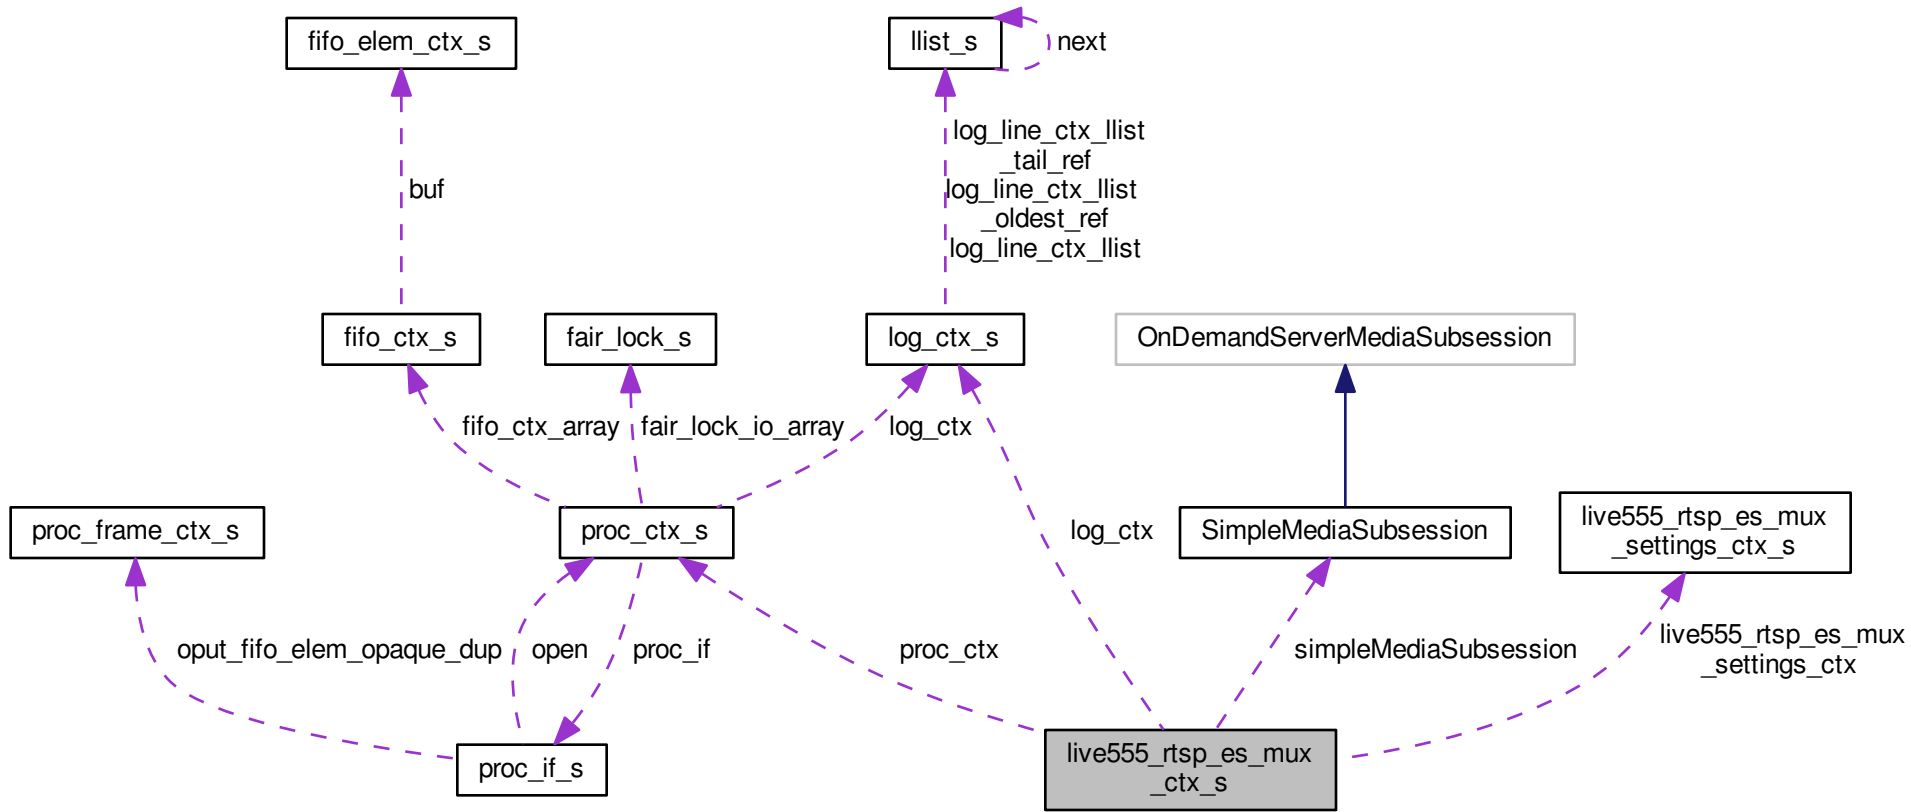 fifo_elem_ctx_s
llist_s
next
log_line_ctx_llist
_tail_ref
log_line_ctx_llist
_oldest_ref
log_line_ctx_llist
buf
fifo_ctx_s
fair_lock_s
log_ctx_s
OnDemandServerMediaSubsession
fifo_ctx_array
fair_lock_io_array
log_ctx
proc_frame_ctx_s
proc_ctx_s
log_ctx
SimpleMediaSubsession
live555_rtsp_es_mux
_settings_ctx_s
oput_fifo_elem_opaque_dup
open
proc_if
proc_ctx
simpleMediaSubsession
live555_rtsp_es_mux
_settings_ctx
proc_if_s
live555_rtsp_es_mux
_ctx_s